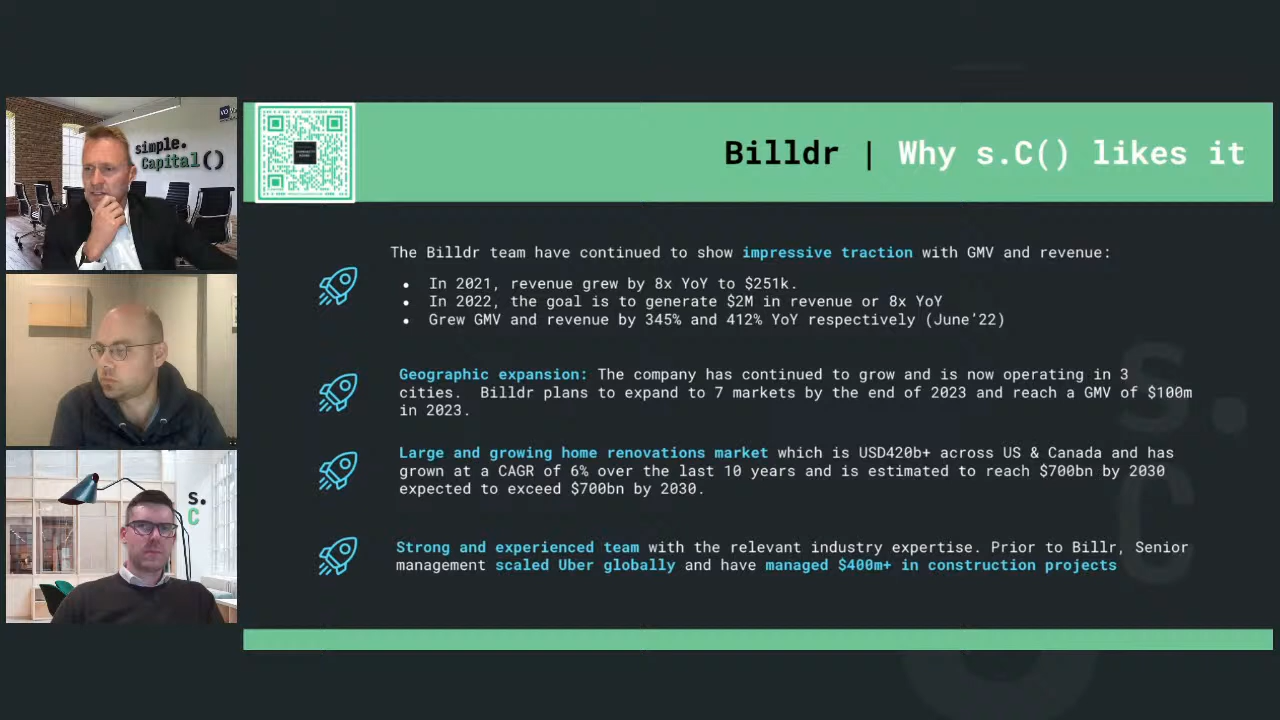 simple.
Capital()
Billdr | Why s.C() likes it
The Billdr team have continued to show impressive traction with GMV and revenue:
• In 2021, revenue grew by 8x YoY to $251k.
• In 2022, the goal is to generate $2M in revenue or 8x YoY
• Grew GMV and revenue by 345% and 412% YoY respectively (June'22)
Geographic expansion: The company has continued to grow and is now operating in 3
cities. Billdr plans to expand to 7 markets by the end of 2023 and reach a GMV of $100m
in 2023.
Large and growing home renovations market which is USD420b+ across US & Canada and has
grown at a CAGR of 6% over the last 10 years and is estimated to reach $700bn by 2030
expected to exceed $700bn by 2030.
Strong and experienced team with the relevant industry expertise. Prior to Billr, Senior
management scaled Uber globally and have managed $400m+ in construction projects
s.
C
s.
C